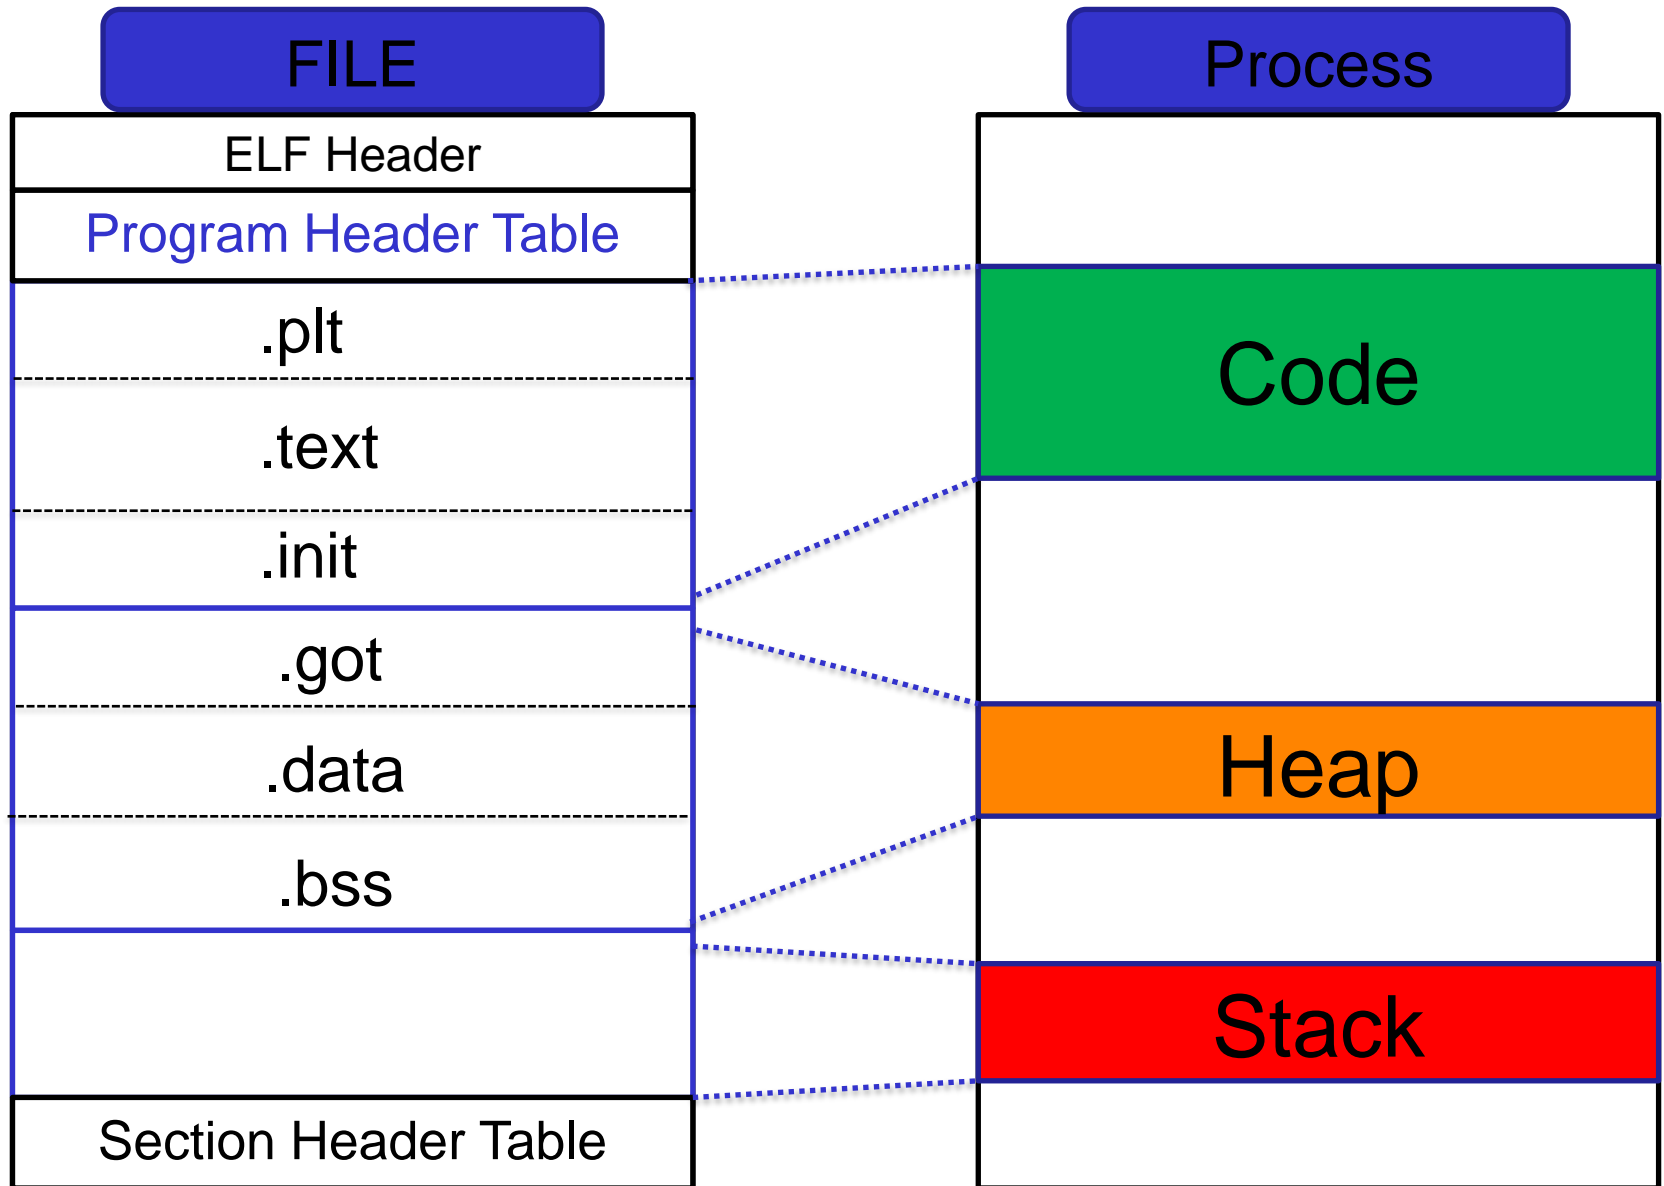 FILE
ELF Header
Program Header Table
.plt
.text
.init
.got
.data
.bss
Section Header Table
Process
Code
Heap
Stack